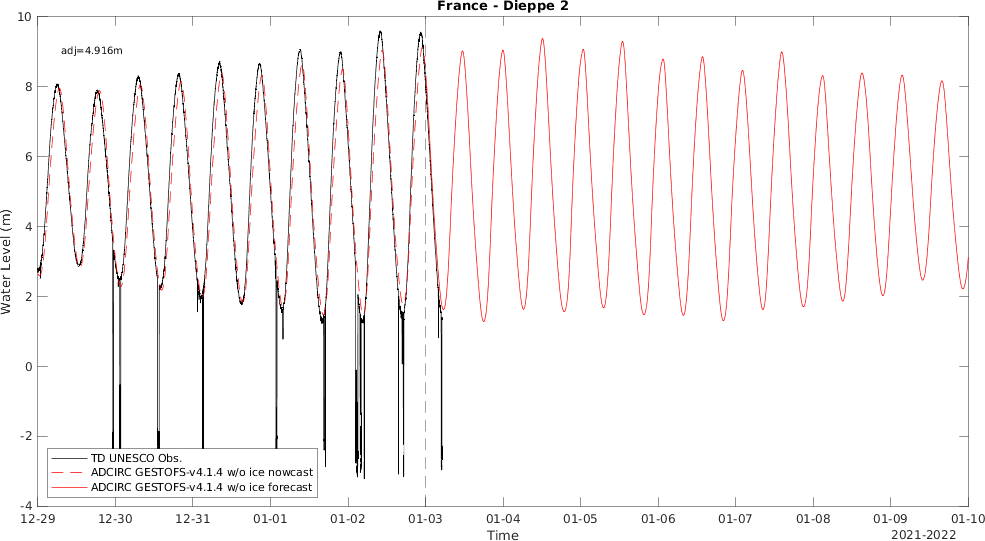 France - Dieppe 2
10
8
6
4
2
0
-2
-4
Water Level (m)
adj=4.916m
TD UNESCO Obs.
ADCIRC GESTOFS-v4.1.4 w/o ice nowcast
ADCIRC GESTOFS-v4.1.4 w/o ice forecast
12-29 12-30 12-31 01-01 01-02 01-03 01-04 01-05 01-06 01-07 01-08 01-09 01-10
Time
2021-2022